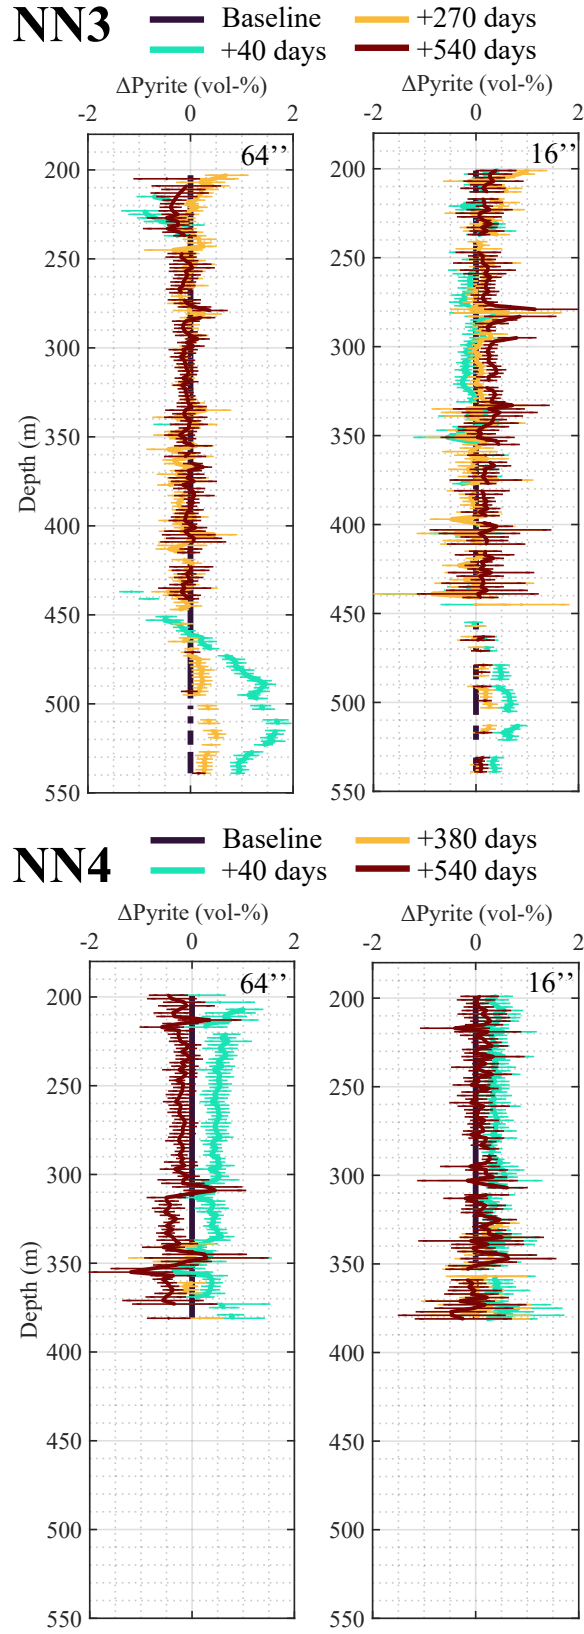 NN3
Baseline
+270 days
+40 days
+540 days
ΔPyrite (vol-%)
ΔPyrite (vol-%)
-2 0 2
-2 0 2
64’’
16’’
Depth (m)
200
250
300
350
400
450
500
550
200
250
300
350
400
450
500
550
NN4
Baseline
+380 days
+40 days
+540 days
ΔPyrite (vol-%)
ΔPyrite (vol-%)
-2 0 2
-2 0 2
64’’
16’’
Depth (m)
200
250
300
350
400
450
500
550
200
250
300
350
400
450
500
550